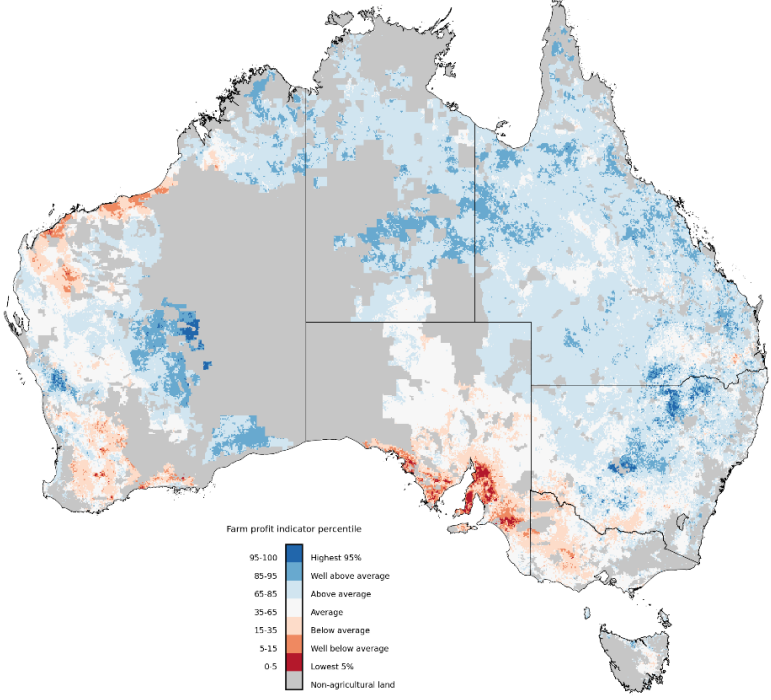 Farm profit indicator percentile
95-100 Highest 95%
85-95 Well above average
65-85 Above average
35-65 Average
15-35 Below average
5-15 Well below average
0-5 Lowest 5%
Non-agricultural land